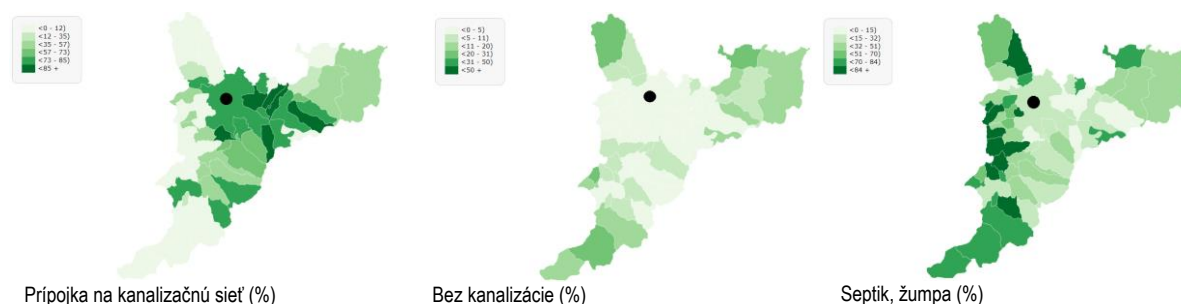 <0 - 12)
<12 - 35)
<35 - 57)
<57 - 73)
<73 - 85)
<85 +
<0 - 5)
<5 - 11)
<11 - 20)
<20 - 31)
<31 - 50)
<50 +
<0 - 15)
<15 - 32)
<32 - 51)
<51 - 70)
<70 - 84)
<84 +
Prípojka na kanalizačnú sieť (%)
Bez kanalizácie (%)
Septik, žumpa (%)